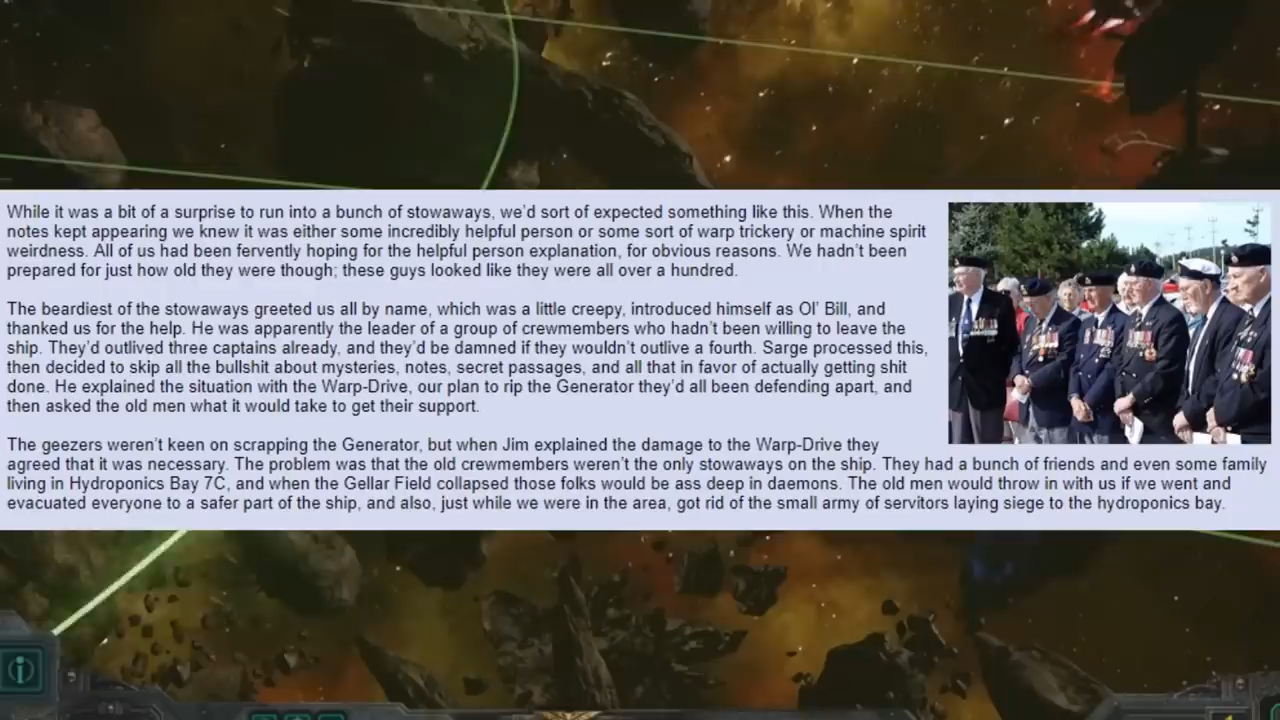 While it was a bit of a surprise to run into a bunch of stowaways, we'd sort of expected something like this. When the
notes kept appearing we knew it was either some incredibly helpful person or some sort of warp trickery or machine spirit
weirdness. All of us had been fervently hoping for the helpful person explanation, for obvious reasons. We hadn't been
prepared for just how old they were though; these guys looked like they were all over a hundred.
The beardiest of the stowaways greeted us all by name, which was a little creepy, introduced himself as Ol' Bill, and
thanked us for the help. He was apparently the leader of a group of crewmembers who hadn't been willing to leave the
ship. They'd outlived three captains already, and they'd be damned if they wouldn't outlive a fourth. Sarge processed this,
then decided to skip all the bullshit about mysteries, notes, secret passages, and all that in favor of actually getting shit
done. He explained the situation with the Warp-Drive, our plan to rip the Generator they'd all been defending apart, and
then asked the old men what it would take to get their support.
The geezers weren't keen on scrapping the Generator, but when Jim explained the damage to the Warp-Drive they
agreed that it was necessary. The problem was that the old crewmembers weren't the only stowaways on the ship. They had a bunch of friends and even some family
living in Hydroponics Bay 7C, and when the Gellar Field collapsed those folks would be ass deep in daemons. The old men would throw in with us if we went and
evacuated everyone to a safer part of the ship, and also, just while we were in the area, got rid of the small army of servitors laying siege to the hydroponics bay.